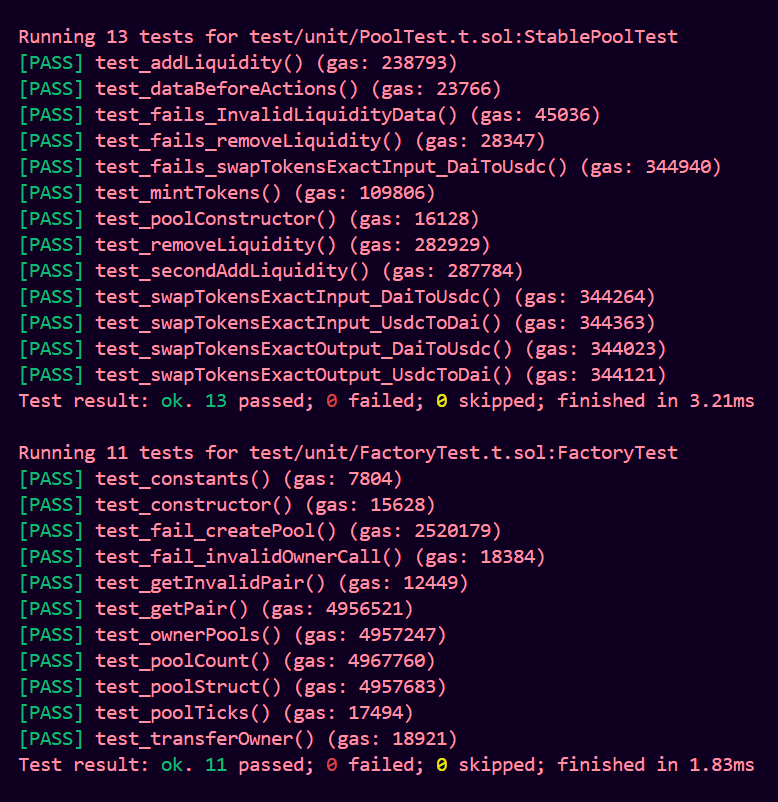 Running 13 tests for test/unit/PoolTest.t.sol:StablePoolTest
[PASS] test_addLiquidity() (gas: 238793)
[PASS] test_dataBeforeActions() (gas: 23766)
[PASS] test_fails_InvalidLiquidityData() (gas: 45036)
[PASS] test_fails_removeLiquidity() (gas: 28347)
[PASS] test_fails_swapTokensExactInput_DaiToUsdc() (gas: 344940)
[PASS] test_mintTokens() (gas: 109806)
[PASS] test_poolConstructor() (gas: 16128)
[PASS] test_removeLiquidity() (gas: 282929)
[PASS] test_secondAddLiquidity() (gas: 287784)
[PASS] test_swapTokensExactInput_DaiToUsdc() (gas: 344264)
[PASS] test_swapTokensExactInput_UsdcToDai() (gas: 344363)
[PASS] test_swapTokensExactOutput_DaiToUsdc() (gas: 344023)
[PASS] test_swapTokensExactOutput_UsdcToDai() (gas: 344121)
Test result: ok. 13 passed; 0 failed; 0 skipped; finished in 3.21ms
Running 11 tests for test/unit/FactoryTest.t.sol:FactoryTest
[PASS] test_constants() (gas: 7804)
[PASS] test_constructor() (gas: 15628)
[PASS] test_fail_createPool() (gas: 2520179)
[PASS] test_fail_invalidOwnerCall() (gas: 18384)
[PASS] test_getInvalidPair() (gas: 12449)
[PASS] test_getPair() (gas: 4956521)
[PASS] test_ownerPools() (gas: 4957247)
[PASS] test_poolCount() (gas: 4967760)
[PASS] test_poolStruct() (gas: 4957683)
[PASS] test_poolTicks() (gas: 17494)
[PASS] test_transferOwner() (gas: 18921)
Test result: ok. 11 passed; 0 failed; 0 skipped; finished in 1.83ms